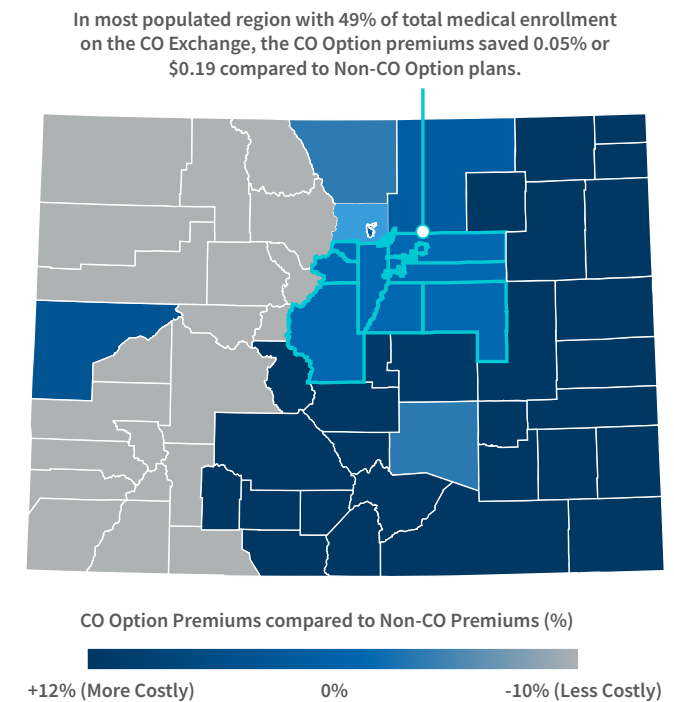 In most populated region with 49% of total medical enrollment
on the CO Exchange, the CO Option premiums saved 0.05% or
$0.19 compared to Non-CO Option plans.
CO Option Premiums compared to Non-CO Premiums (%)
+12% (More Costly) 0% -10% (Less Costly)